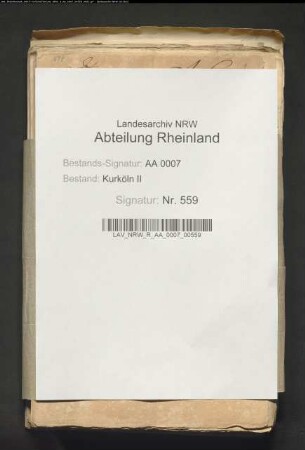 Landesarchiv NRW
Abteilung Rheinland
Bestands-Signatur: AA 0007
Bestand: Kurköln II
Signatur: Nr. 559
LAV_NRW_R_AA_0007_00559